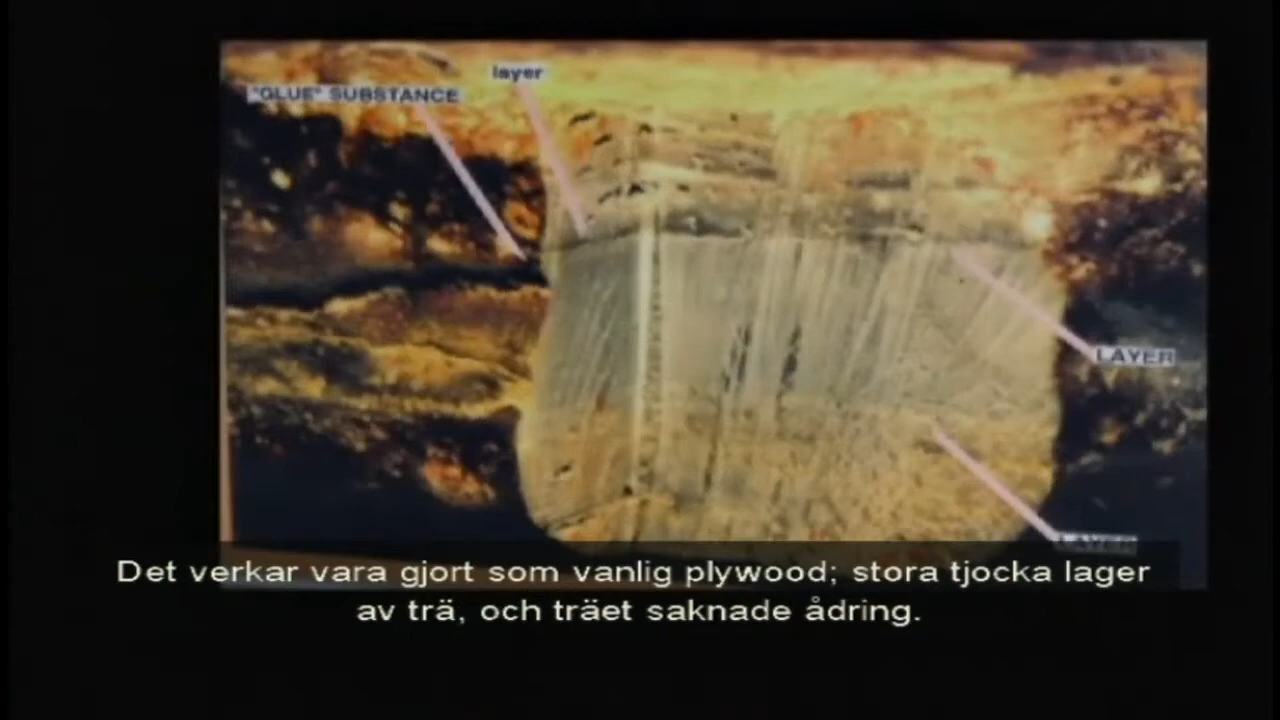 layer
"GLUE" SUBSTANCE
LAYER
LAYER
Det verkar vara gjort som vanlig plywood; stora tjocka lager
av trä, och träet saknade ådring.